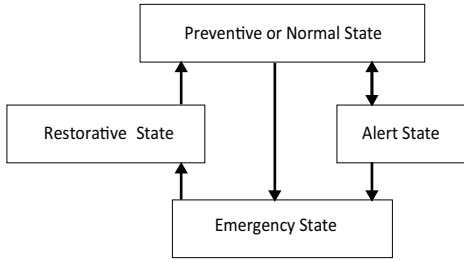 Preventive or Normal State
Restorative State
Alert State
Emergency State